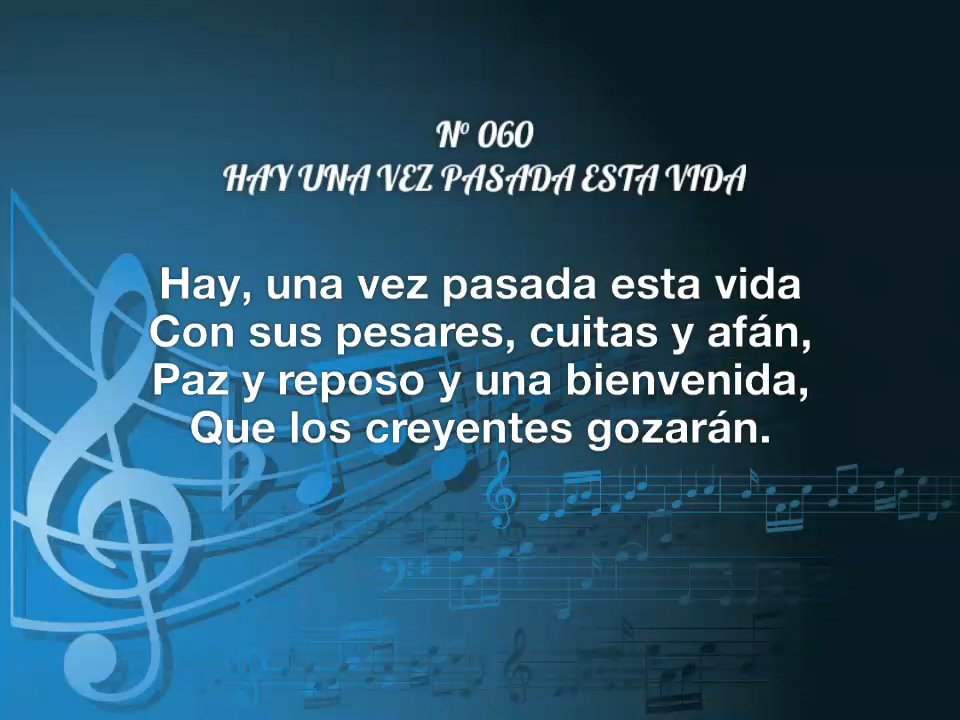 Nº 060
HAY UNA VEZ PASADA ESTA VIDA
Hay, una vez pasada esta vida
Con sus pesares, cuitas y afán,
Paz y reposo y una bienvenida,
Que los creyentes gozarán.